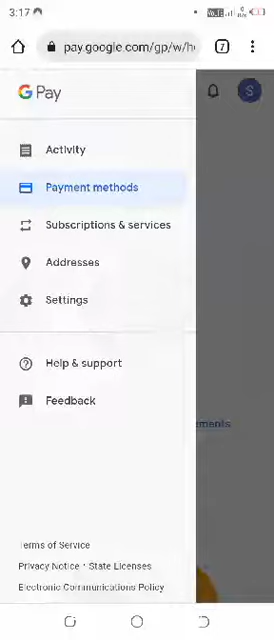 3:17
pay.google.com/gp/w/h
7
G Pay
S
Activity
Payment methods
Subscriptions & services
Addresses
Settings
Help & support
Feedback
Terms of Service
Privacy Notice · State Licenses
Electronic Communications Policy